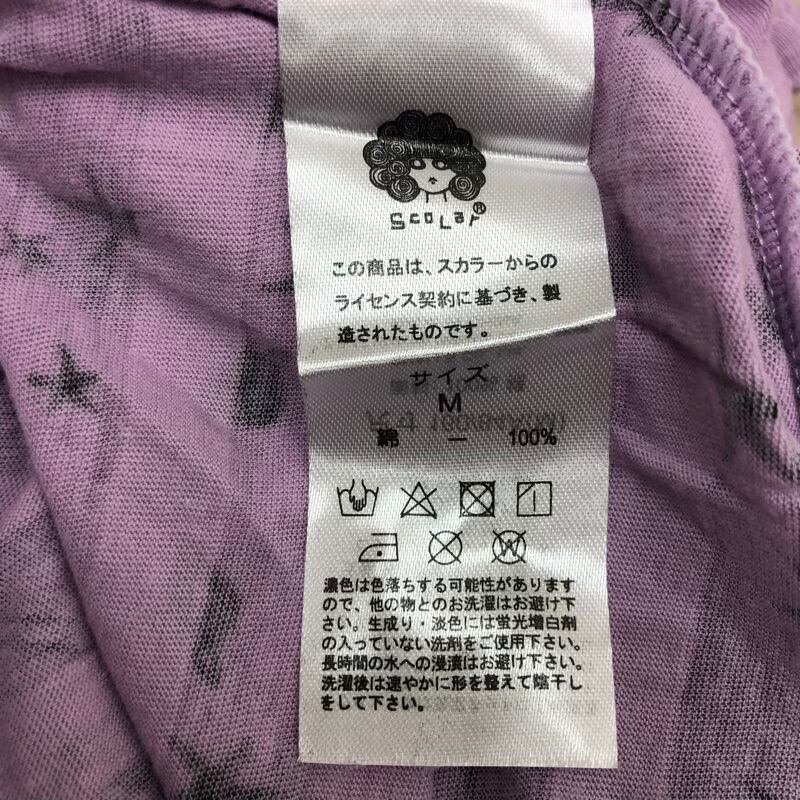 ScoLar®
この商品は、スカラーからの
ライセンス契約に基づき、製
造されたものです。
サイズ
M
綿 — 100%
濃色は色落ちする可能性がありますので、他の物とのお洗濯はお避け下
さい。生成り・淡色には蛍光増白剤
の入っていない洗剤をご使用下さい。
長時間の水への浸漬はお避け下さい。
洗濯後は速やかに形を整えて陰干し
をして下さい。